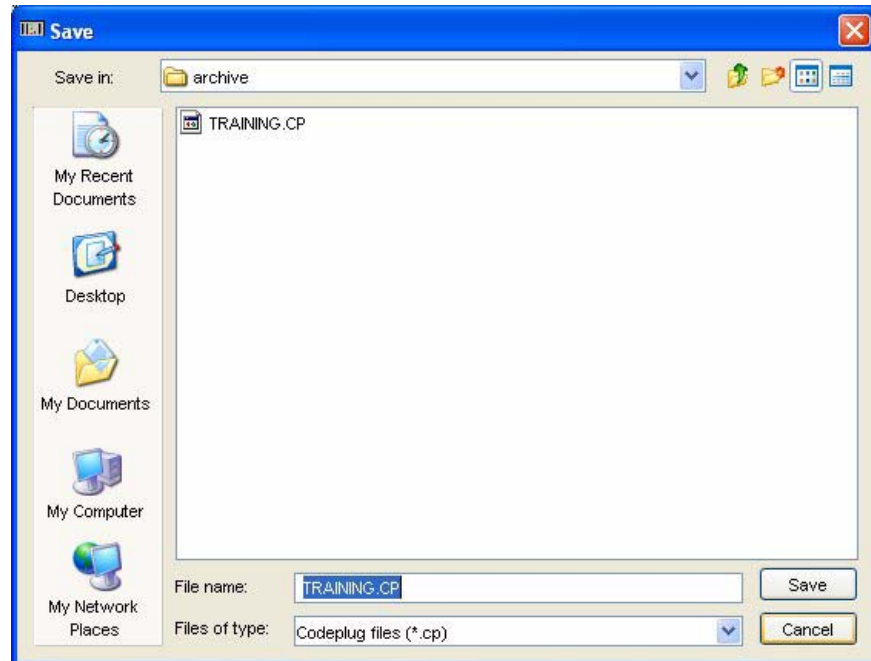 Save
Save in:
archive
TRAINING.CP
My Recent
Documents
Desktop
My Documents
My Computer
My Network
Places
File name:
TRAINING.CP
Save
Files of type:
Codeplug files (*.cp)
Cancel